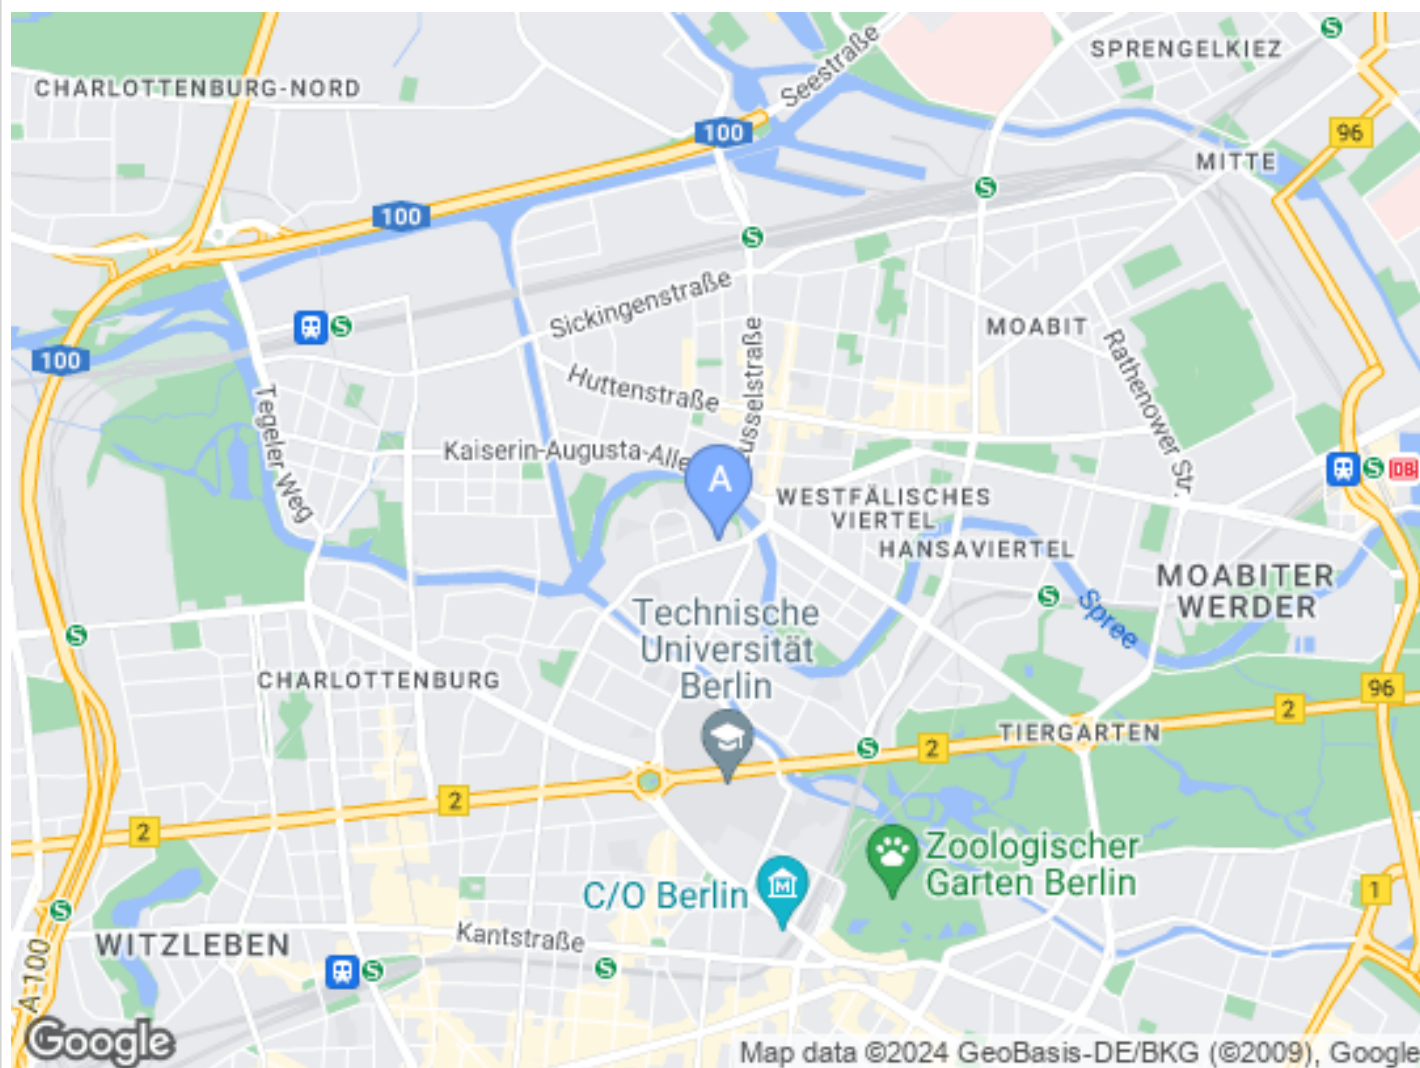 SPRENGELKIEZ
Seestraße
CHARLOTTENBURG-NORD
100
96
MITTE
100
Sickingenstraße
MOABIT
100
Rathenower Str.
Huttenstraße
Tegeler Weg
Kaiserin-Augusta-Alle
usselstraße
A
DB
WESTFÄLISCHES
VIERTEL
HANSAVIERTEL
MOABITER
WERDER
Spree
Technische
Universität
Berlin
CHARLOTTENBURG
96
2
TIERGARTEN
2
2
2
Zoologischer
Garten Berlin
C/O Berlin
1
WITZLEBEN
Kantstraße
A 100
S
S
S
S
S
S
S
S
S
S
S
M
Google
Map data ©2024 GeoBasis-DE/BKG (©2009), Google